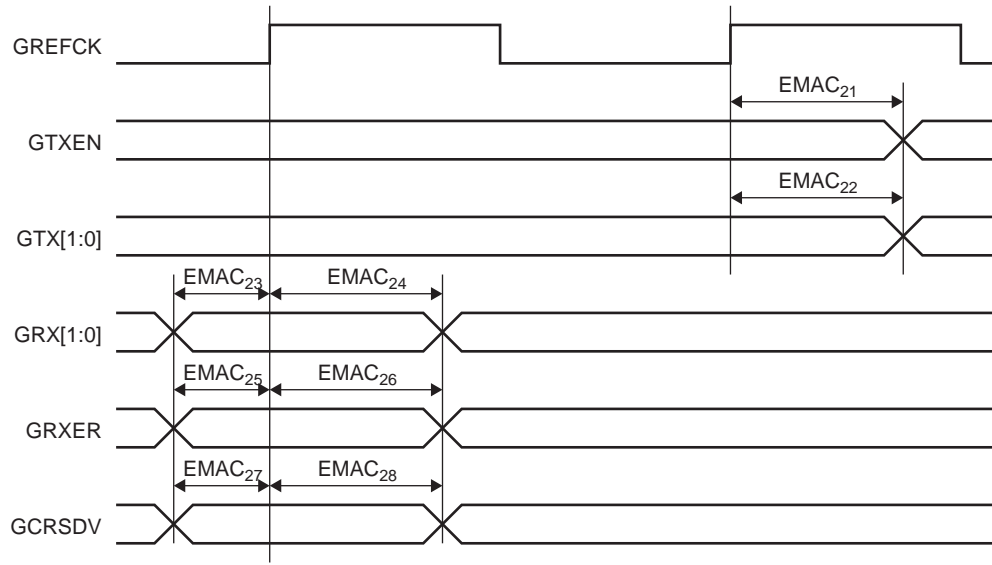 GREFCK
EMAC21
GTXEN
EMAC22
GTX[1:0]
EMAC23 EMAC24
GRX[1:0]
EMAC25 EMAC26
GRXER
EMAC27 EMAC28
GCRSDV